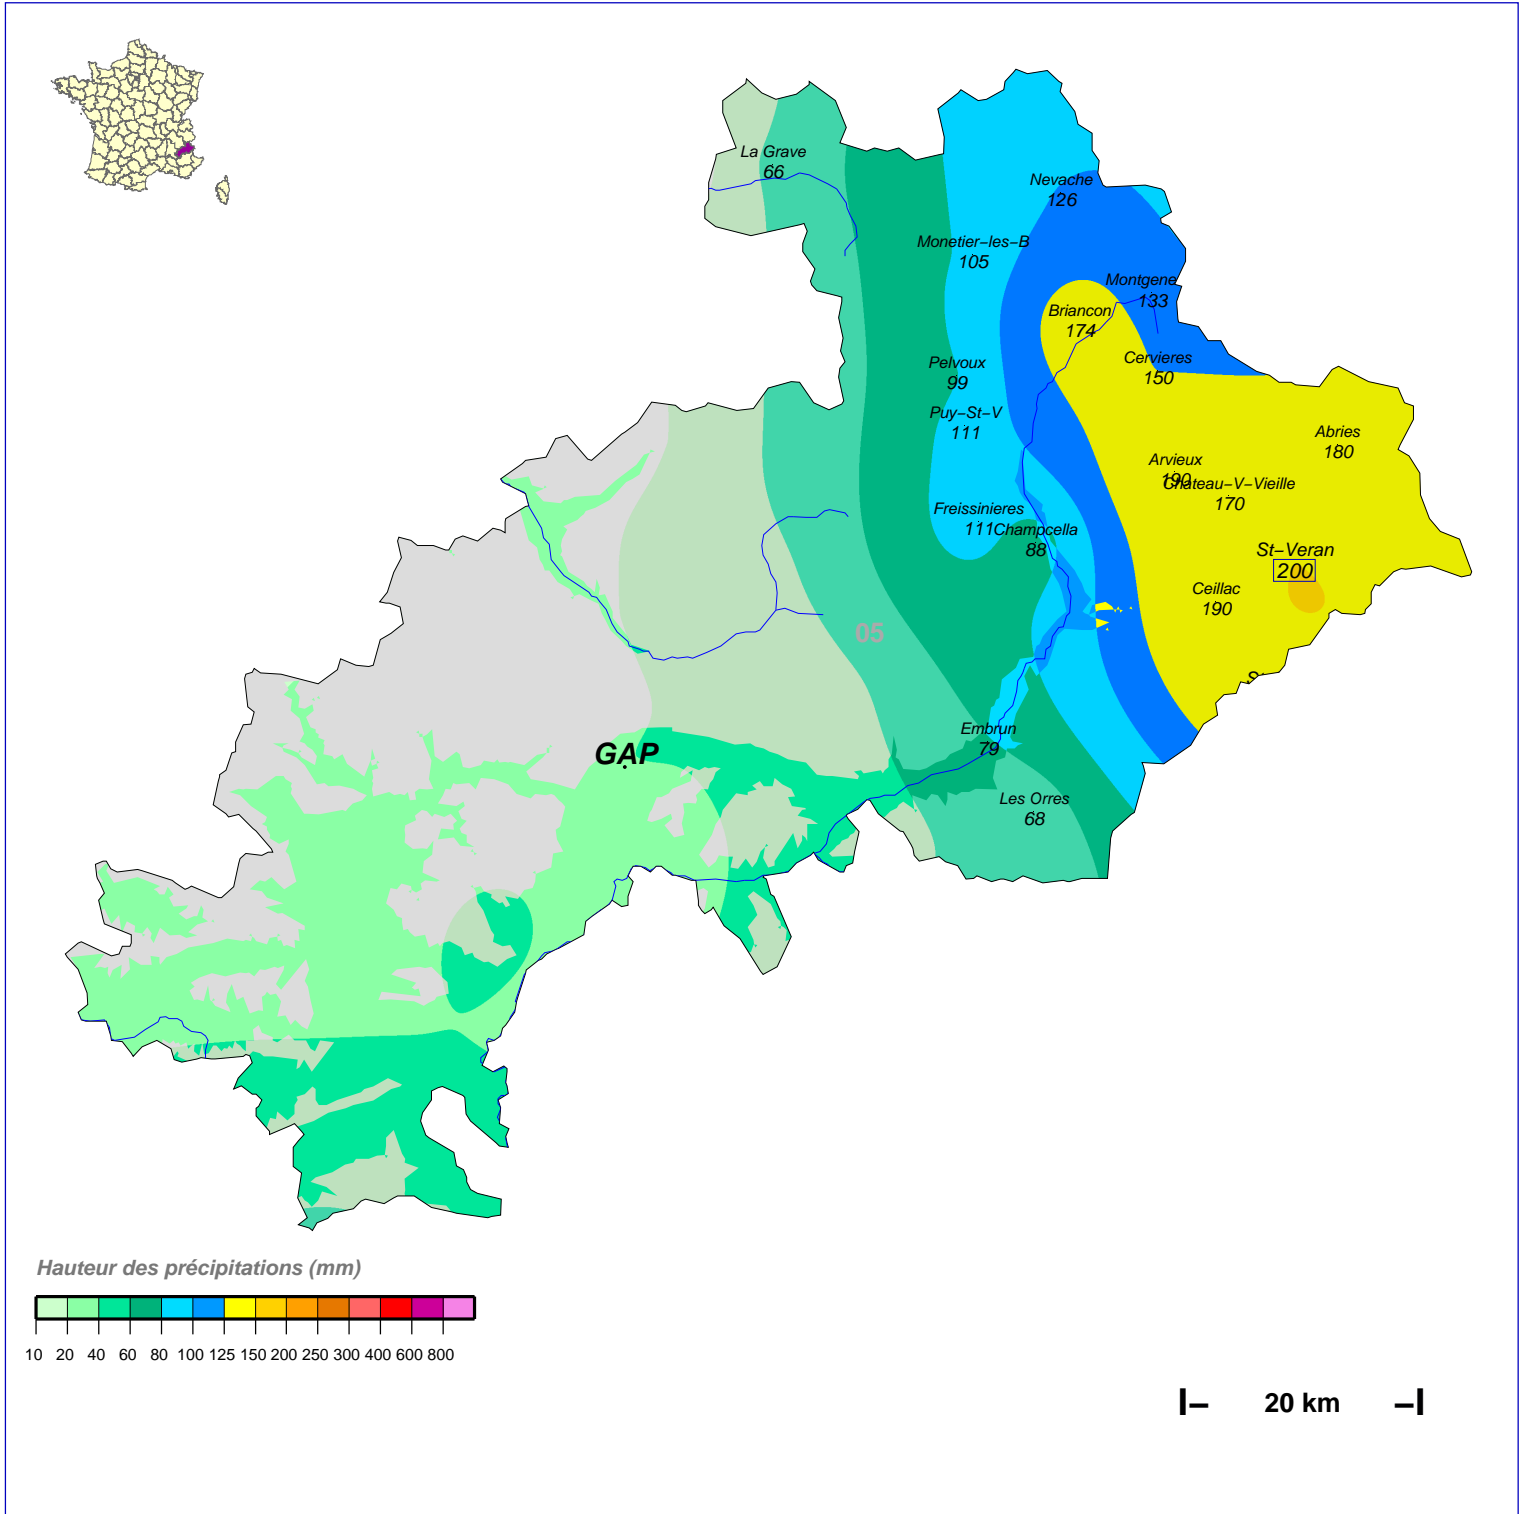 La Grave
66
Nevache
126
Monetier-les-B
105
Montgene
133
Briancon
174
Cervieres
150
Pelvoux
99
Puy-St-V
111
Abries
180
Arvieux
190
Chateau-V-Vieille
170
Freissinieres
111
Champcella
88
St-Veran
200
Ceillac
190
05
Embrun
79
GAP
Les Orres
68
Hauteur des précipitations (mm)
10 20 40 60 80 100 125 150 200 250 300 400 600 800
20 km